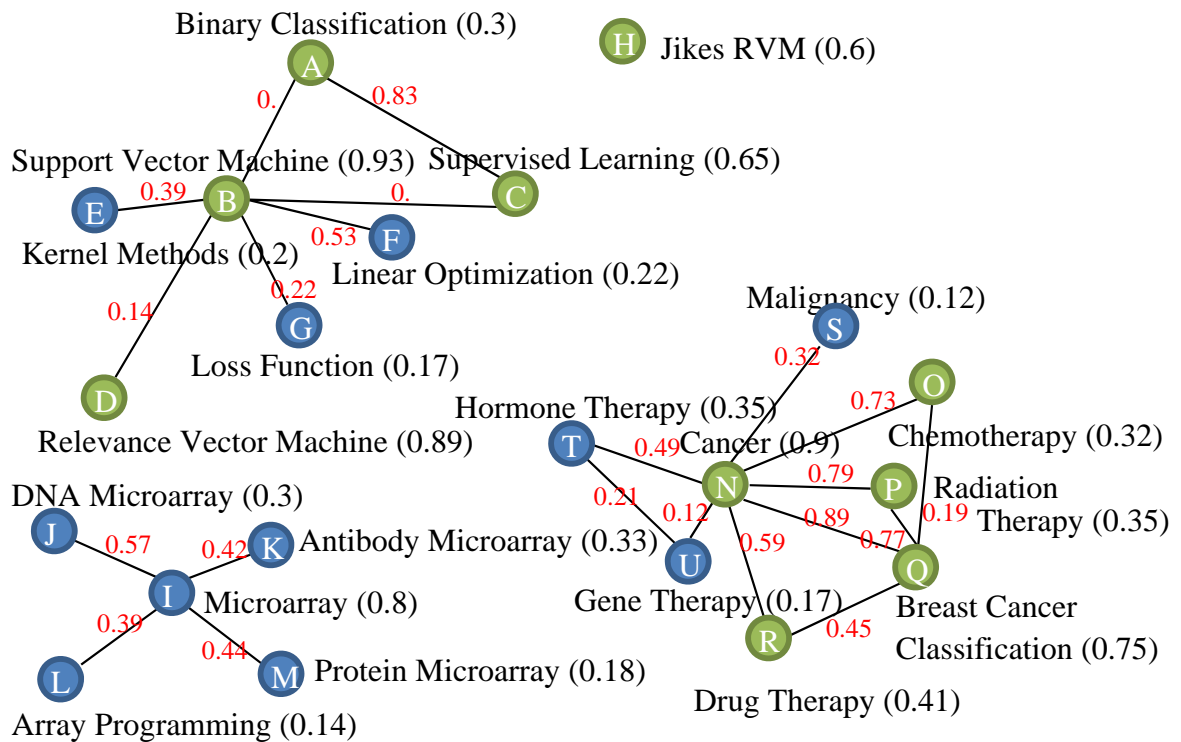 Binary Classification (0.3)
H
Jikes RVM (0.6)
A
0.
0.83
Support Vector Machine (0.93)
Supervised Learning (0.65)
0.39
B
0.
C
E
0.53
F
Kernel Methods (0.2)
Linear Optimization (0.22)
0.22
0.14
G
Loss Function (0.17)
D
Relevance Vector Machine (0.89)
Malignancy (0.12)
S
0.32
O
0.73
Hormone Therapy (0.35)
T
0.49
Cancer (0.9)
Chemotherapy (0.32)
0.79
N
P
Radiation
Therapy (0.35)
0.21
0.12
0.89
0.77
0.19
0.59
U
Q
Gene Therapy (0.17)
Breast Cancer
Classification (0.75)
R
0.45
Drug Therapy (0.41)
DNA Microarray (0.3)
J
0.57
0.42
K
Antibody Microarray (0.33)
I
Microarray (0.8)
0.39
0.44
L
M
Protein Microarray (0.18)
Array Programming (0.14)